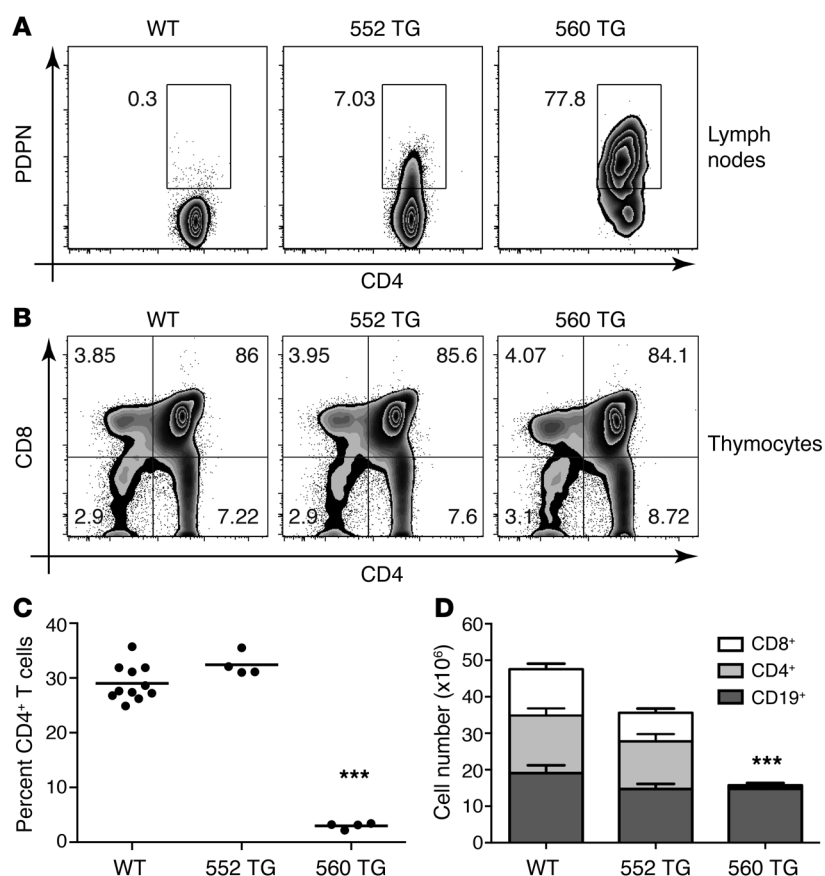 A
WT
552 TG
560 TG
0.3
7.03
77.8
PDPN
Lymph
nodes
CD4
B
WT
552 TG
560 TG
3.85
86
3.95
85.6
4.07
84.1
CD8
Thymocytes
2.9
7.22
2.9
7.6
3.1
8.72
CD4
C
Percent CD4⁺ T cells
40
30
20
10
0
***
WT
552 TG
560 TG
D
Cell number (x10⁶)
60
50
40
30
20
10
0
CD8⁺
CD4⁺
CD19⁺
***
WT
552 TG
560 TG